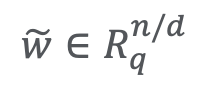 w̃ ∈ R_q^{n/d}